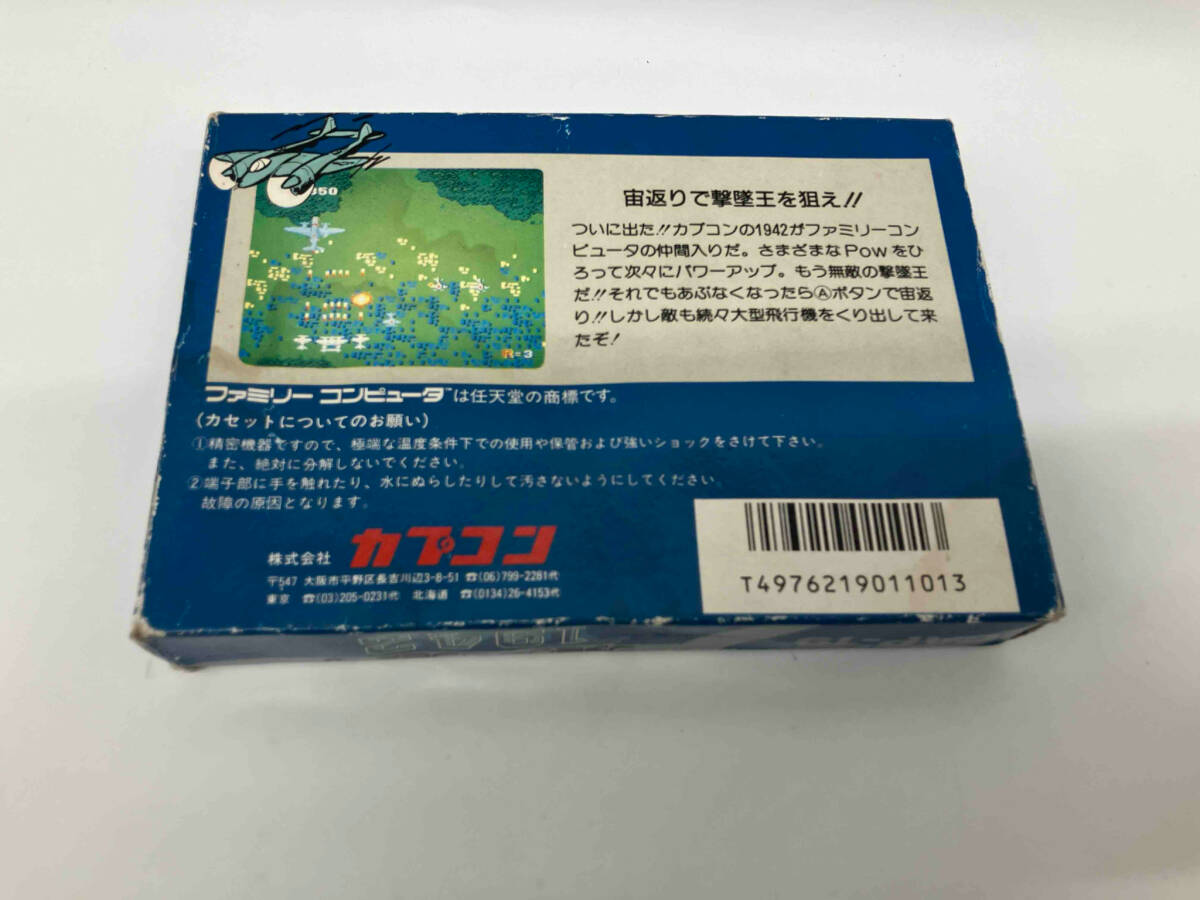 350
R=3
宙返りで撃墜王を狙え!!
ついに出た!!カプコンの1942がファミリーコン
ピュータの仲間入りだ。さまざまなPowをひ
ろって次々にパワーアップ。もう無敵の撃墜王
だ!!それでもあぶなくなったらⒶボタンで宙返
り!!しかし敵も続々大型飛行機をくり出して来
たぞ!
ファミリーコンピュータ™は任天堂の商標です。
(カセットについてのお願い)
①精密機器ですので、極端な温度条件下での使用や保管および強いショックをさけて下さい。
また、絶対に分解しないでください。
②端子部に手を触れたり、水にぬらしたりして汚さないようにしてください。
故障の原因となります。
株式会社 カプコン
〒547 大阪市平野区長吉川辺3-8-51 ☎(06)799-2281代
東京 ☎(03)205-0231代 北海道 ☎(0134)26-4153代
T4976219011013
1942